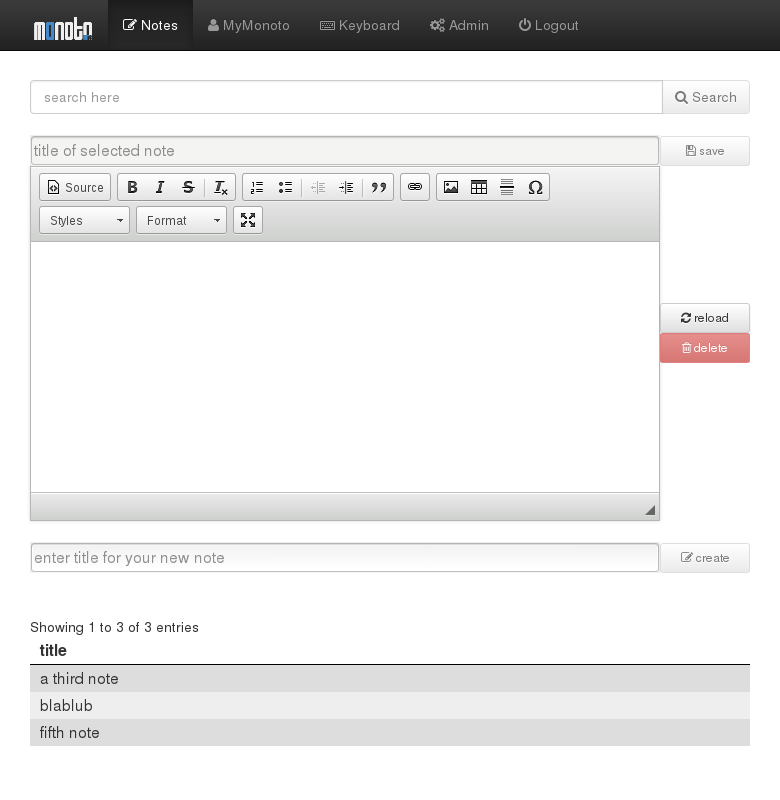 monoto Notes MyMonoto Keyboard Admin Logout
search here Search
title of selected note save
Source B I S Tx
Styles Format
reload
delete
enter title for your new note create
Showing 1 to 3 of 3 entries
title
a third note
blablub
fifth note